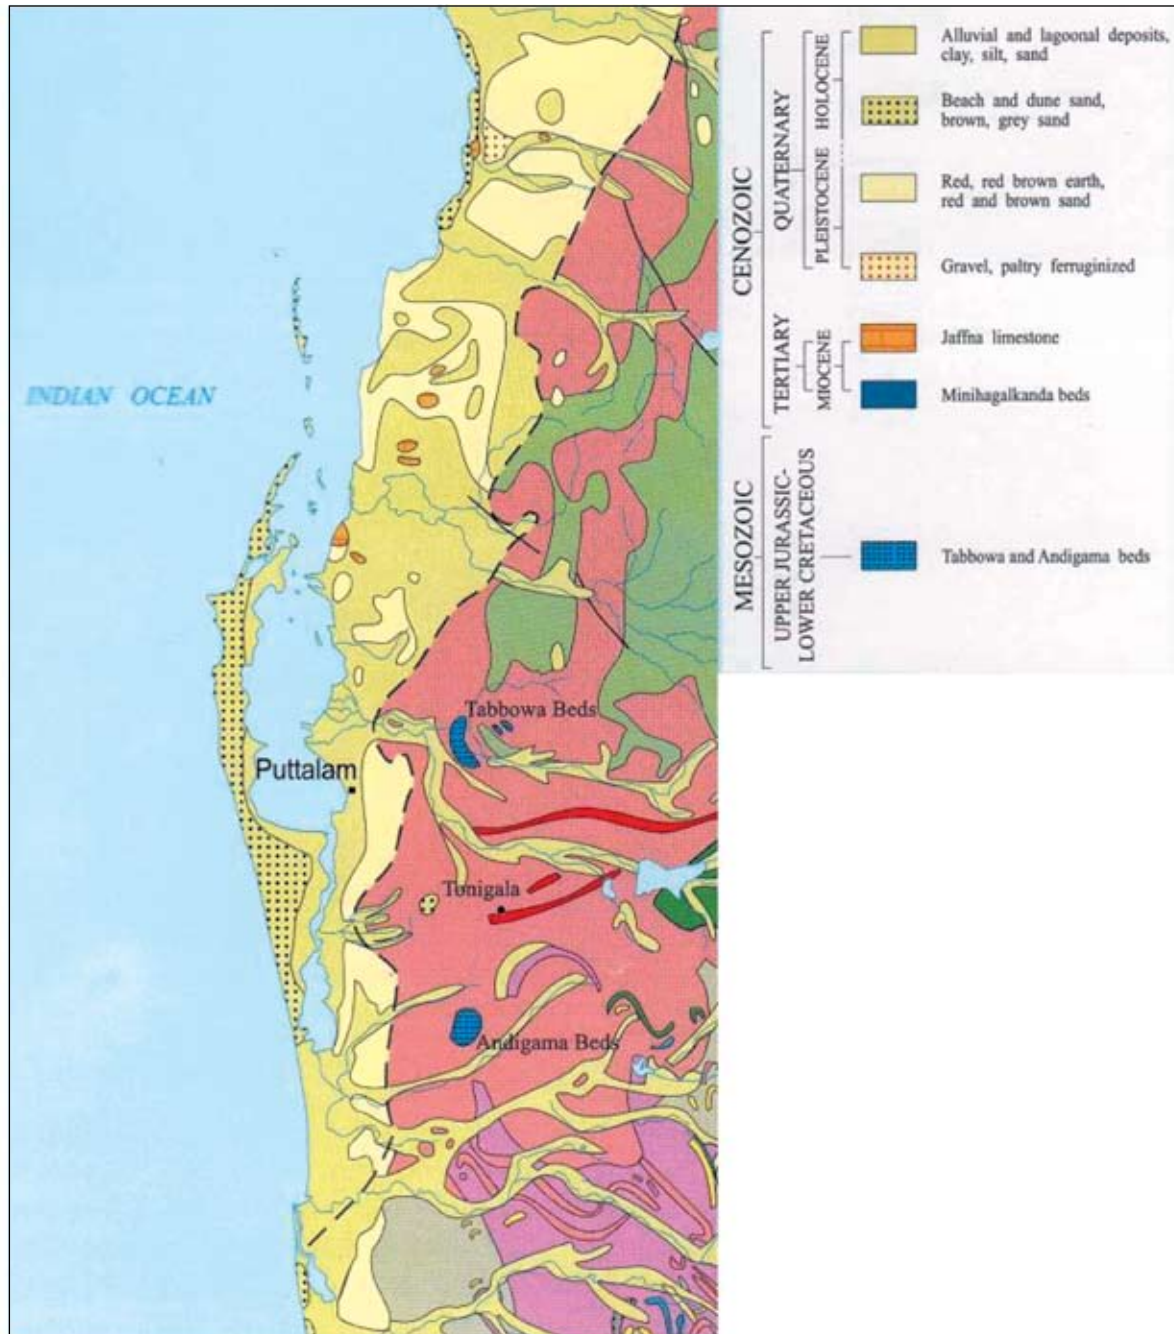 INDIAN OCEAN
Tabbowa Beds
Puttalam
Tonigala
Andigama Beds
CENOZOIC
QUATERNARY
HOLOCENE
Alluvial and lagoonal deposits,
clay, silt, sand
Beach and dune sand,
brown, grey sand
PLEISTOCENE
Red, red brown earth,
red and brown sand
Gravel, paltry ferruginized
TERTIARY
MIOCENE
Jaffna limestone
Minihagalkanda beds
MESOZOIC
UPPER JURASSIC-
LOWER CRETACEOUS
Tabbowa and Andigama beds